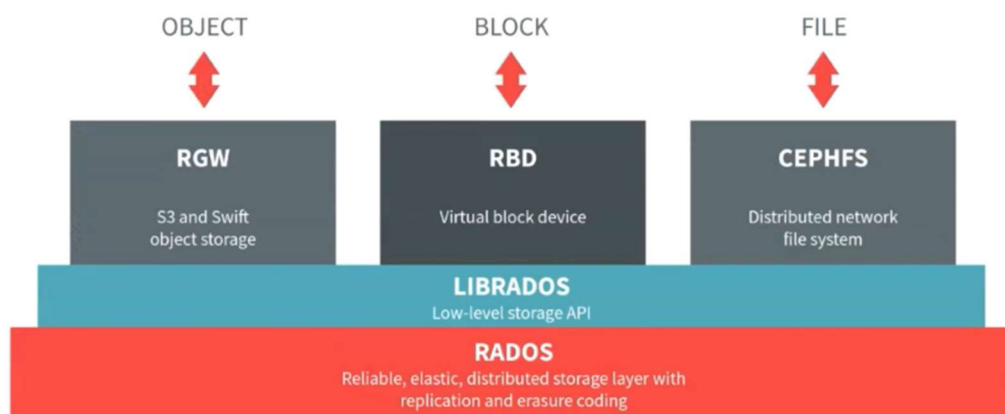 OBJECT
BLOCK
FILE
RGW
S3 and Swift
object storage
RBD
Virtual block device
CEPHFS
Distributed network
file system
LIBRADOS
Low-level storage API
RADOS
Reliable, elastic, distributed storage layer with
replication and erasure coding